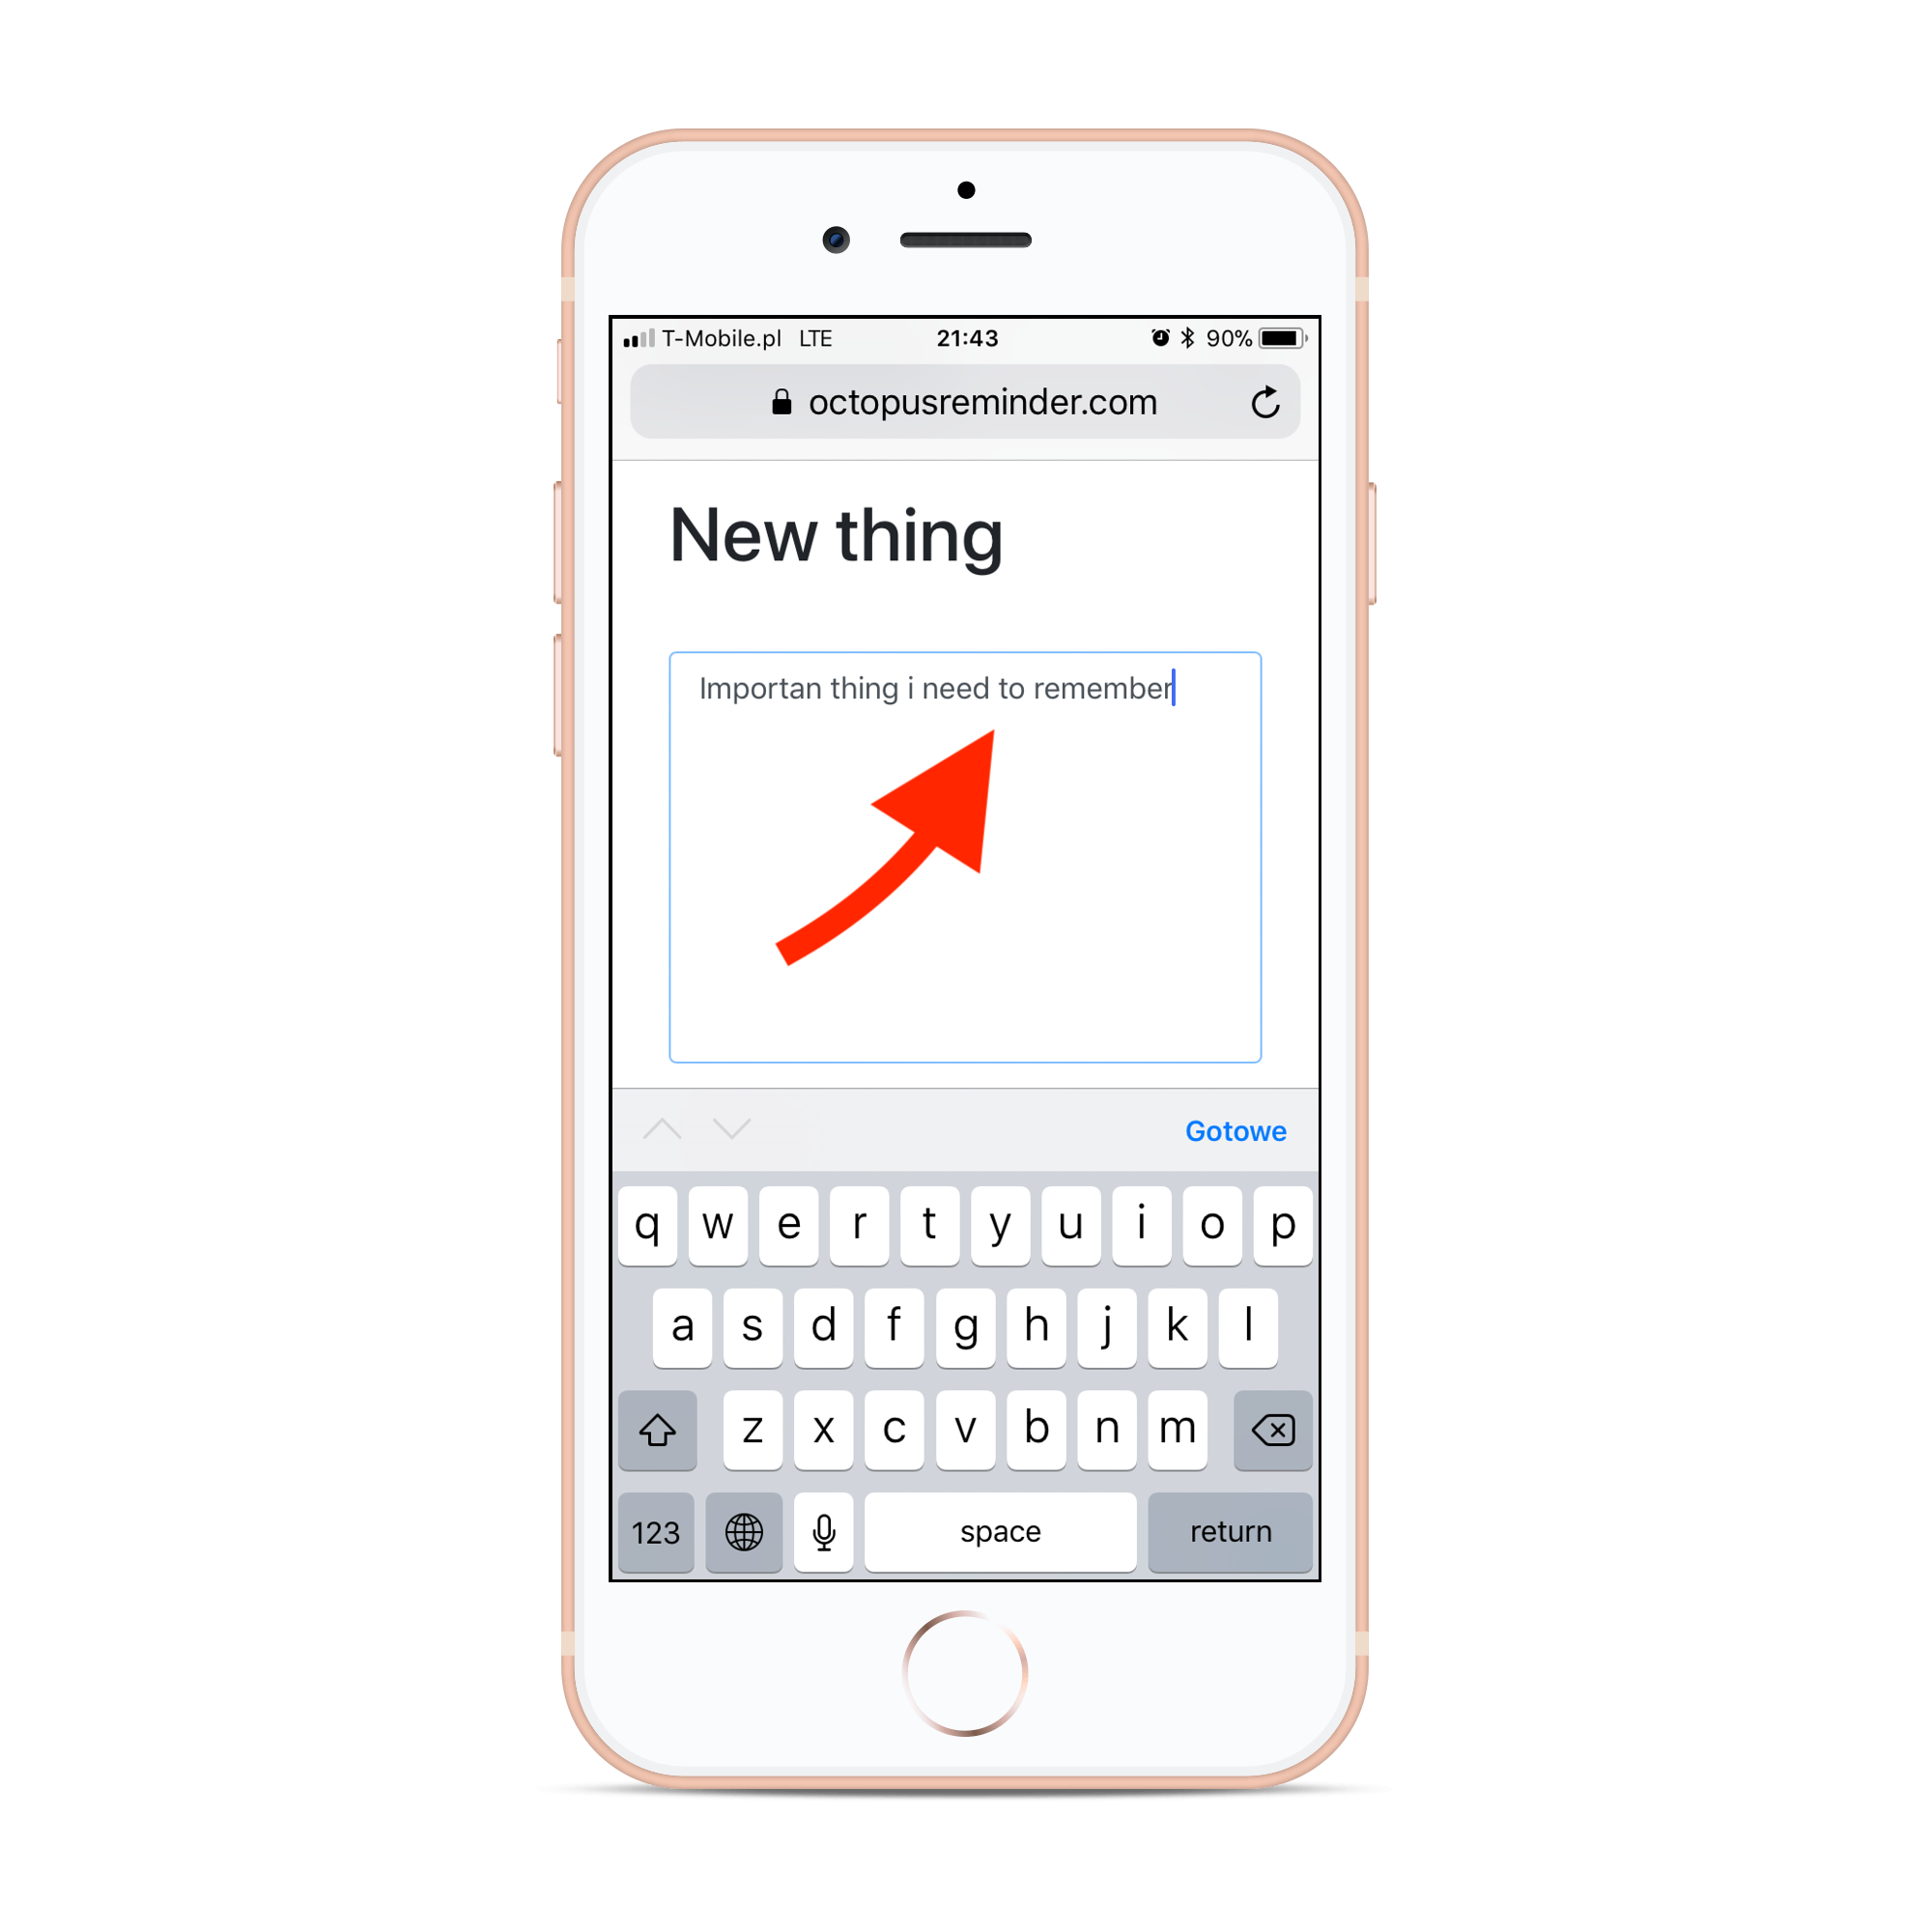 T-Mobile.pl LTE 21:43 90%
octopusreminder.com
New thing
Importan thing i need to remember
Gotowe
q w e r t y u i o p
a s d f g h j k l
z x c v b n m
123 space return